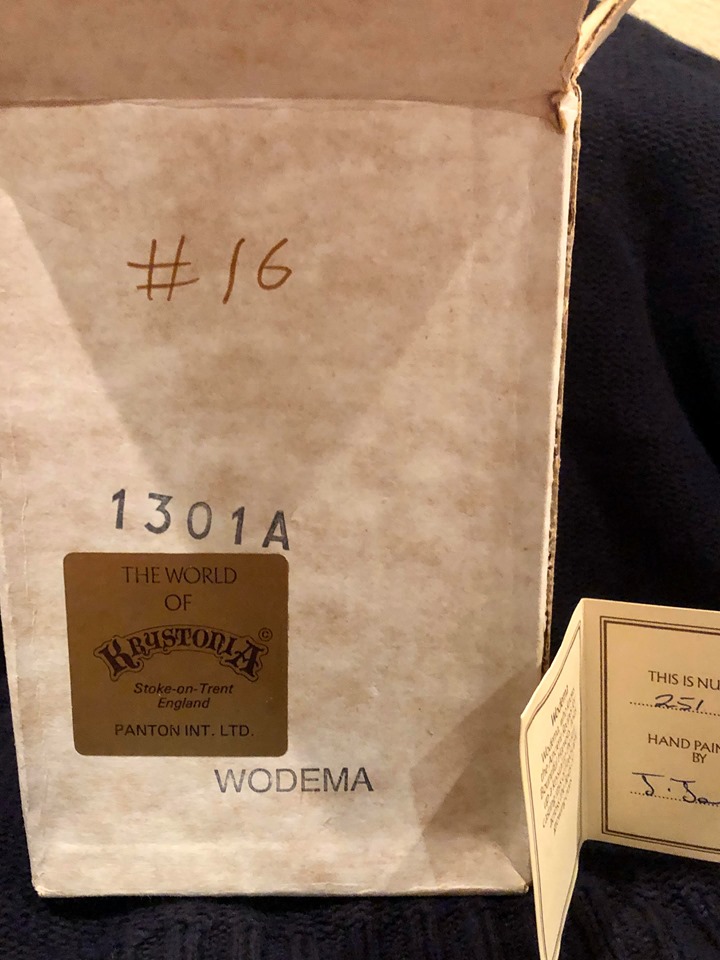 #16
1301A
THE WORLD
OF
KRYSTONIA ©
Stoke-on-Trent
England
PANTON INT. LTD.
WODEMA
Wodema
THIS IS NU
251
HAND PAIN
BY